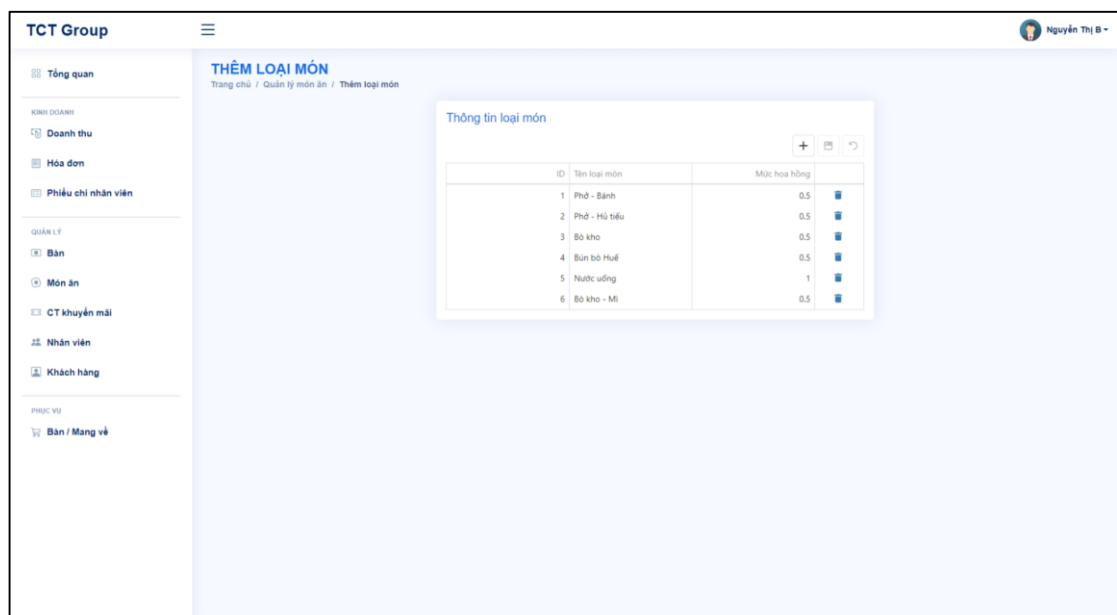 TCT Group
Nguyễn Thị B
Tổng quan
KINH DOANH
Doanh thu
Hóa đơn
Phiếu chi nhân viên
QUẢN LÝ
Bàn
Món ăn
CT khuyến mãi
Nhân viên
Khách hàng
PHỤC VỤ
Bàn / Mang về
THÊM LOẠI MÓN
Trang chủ / Quản lý món ăn / Thêm loại món
Thông tin loại món
ID Tên loại món Mức hoa hồng
1 Phở - Bánh 0.5
2 Phở - Hủ tiếu 0.5
3 Bò kho 0.5
4 Bún bò Huế 0.5
5 Nước uống 1
6 Bò kho - Mì 0.5